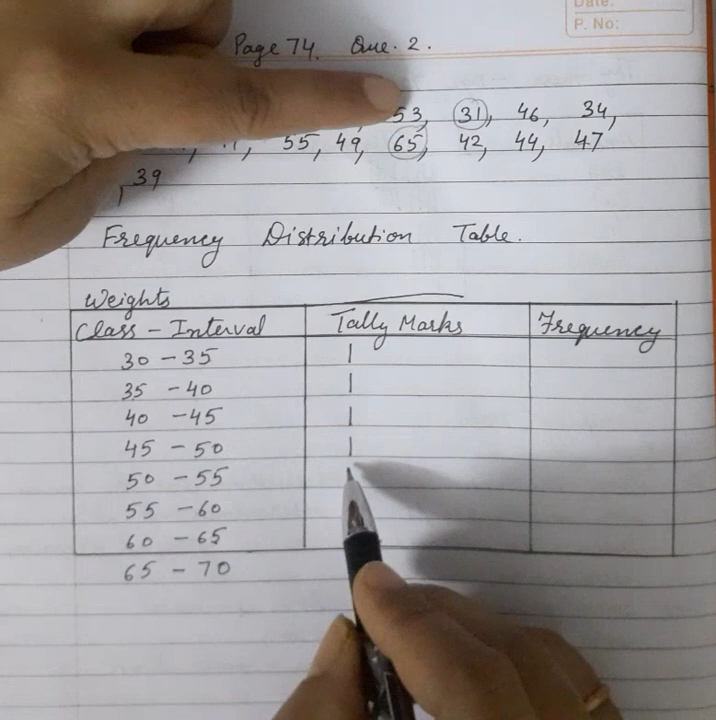 Date:
P. No:
Page 74. Que. 2.
53, 31, 46, 34,
55, 49, 65, 42, 44, 47
, 39
Frequency Distribution Table.
Weights
Class - Interval Tally Marks Frequency
30 - 35 |
35 - 40 |
40 - 45 |
45 - 50 |
50 - 55
55 - 60
60 - 65
65 - 70